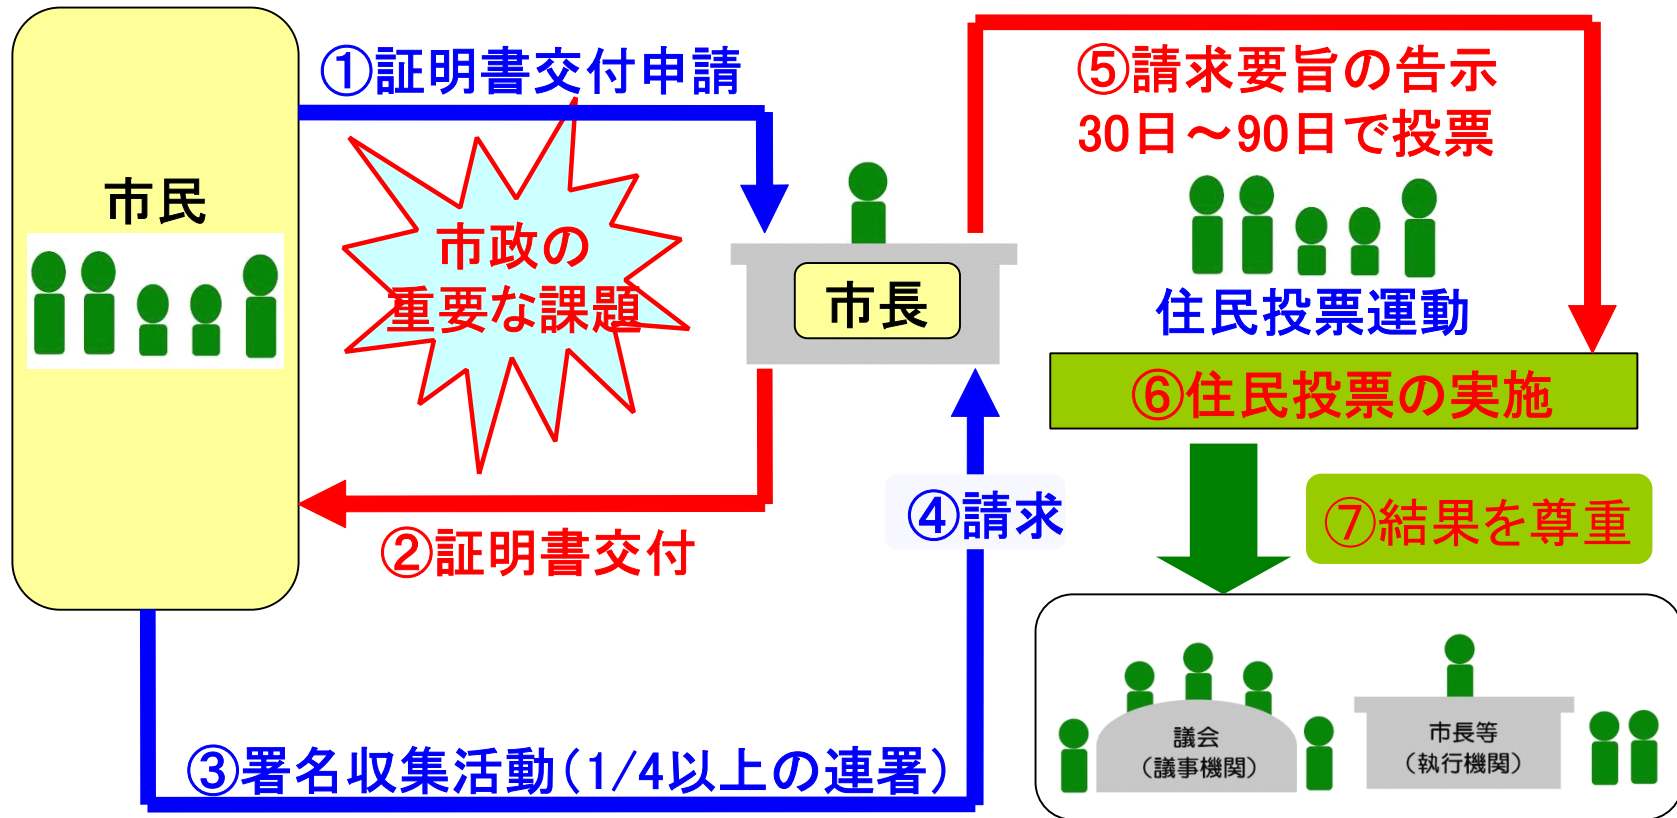 ①証明書交付申請
市民
市政の
重要な課題
市長
②証明書交付
③署名収集活動(1/4以上の連署)
④請求
⑤請求要旨の告示
30日~90日で投票
住民投票運動
⑥住民投票の実施
⑦結果を尊重
議会
(議事機関)
市長等
(執行機関)